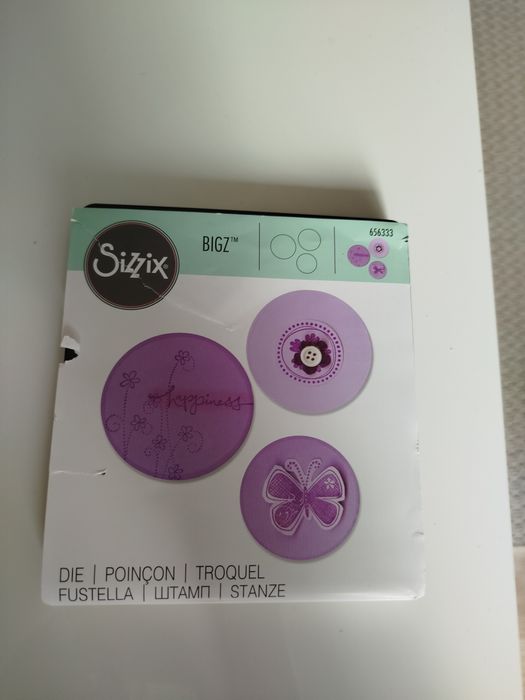 Sizzix®
BIGZ™
656333
happiness
DIE | POINÇON | TROQUEL
FUSTELLA | ШТАМП | STANZE